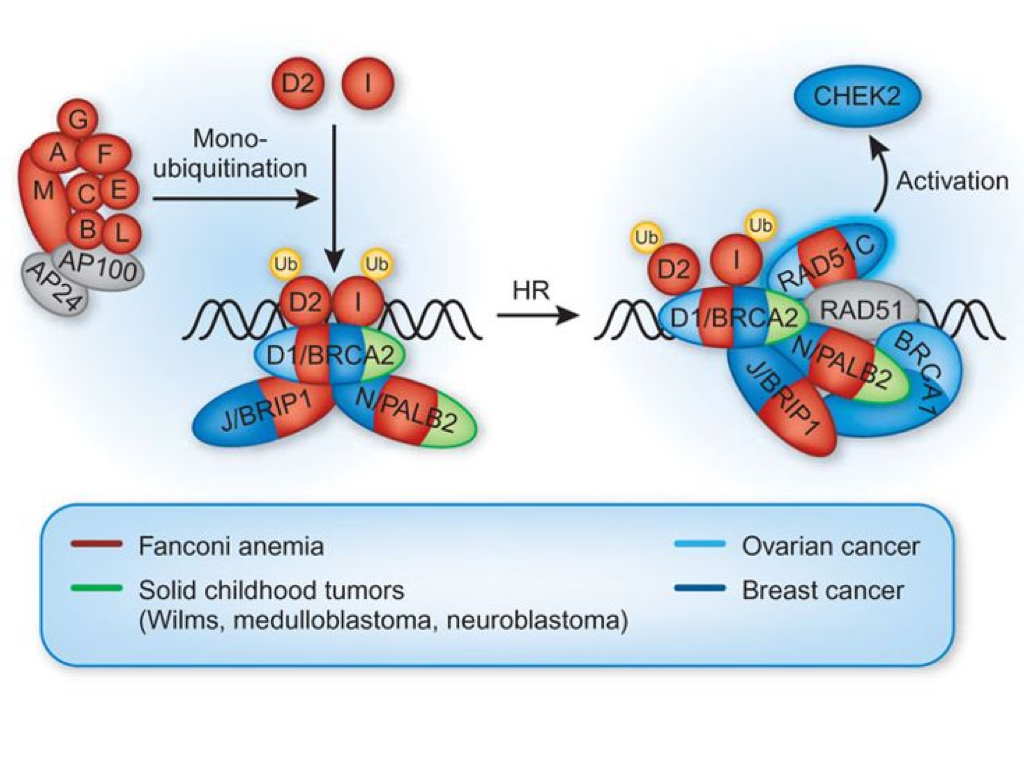 G
A
F
M
C
E
B
L
AP100
AP24
Mono-
ubiquitination
D2
I
Ub
Ub
D2
I
D1/BRCA2
J/BRIP1
N/PALB2
HR
CHEK2
Activation
Ub
Ub
D2
I
RAD51C
D1/BRCA2
RAD51
N/PALB2
BRCA1
J/BRIP1
Fanconi anemia
Solid childhood tumors
(Wilms, medulloblastoma, neuroblastoma)
Ovarian cancer
Breast cancer